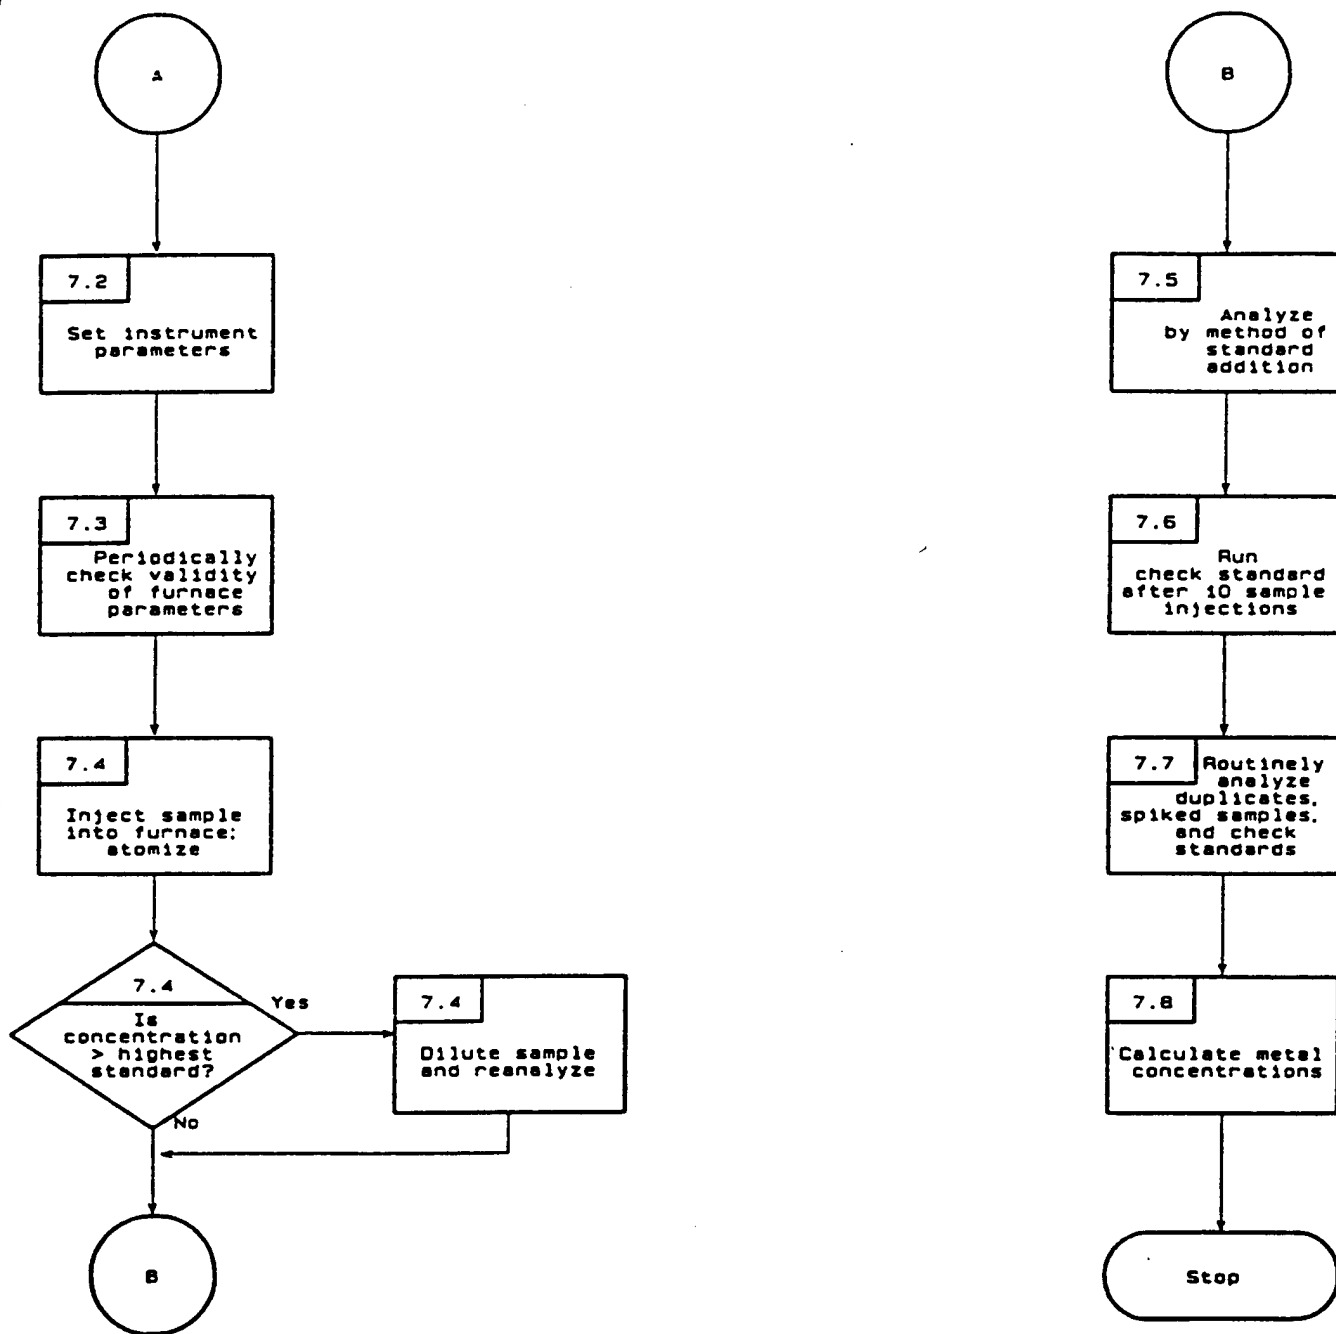 A
7.2
Set instrument
parameters
7.3
Periodically
check validity
of furnace
parameters
7.4
Inject sample
into furnace;
atomize
7.4
Is
concentration
> highest
standard?
Yes
No
7.4
Dilute sample
and reanalyze
B
B
7.5
Analyze
by method of
standard
addition
7.6
Run
check standard
after 10 sample
injections
7.7 Routinely
analyze
duplicates,
spiked samples,
and check
standards
7.8
Calculate metal
concentrations
Stop